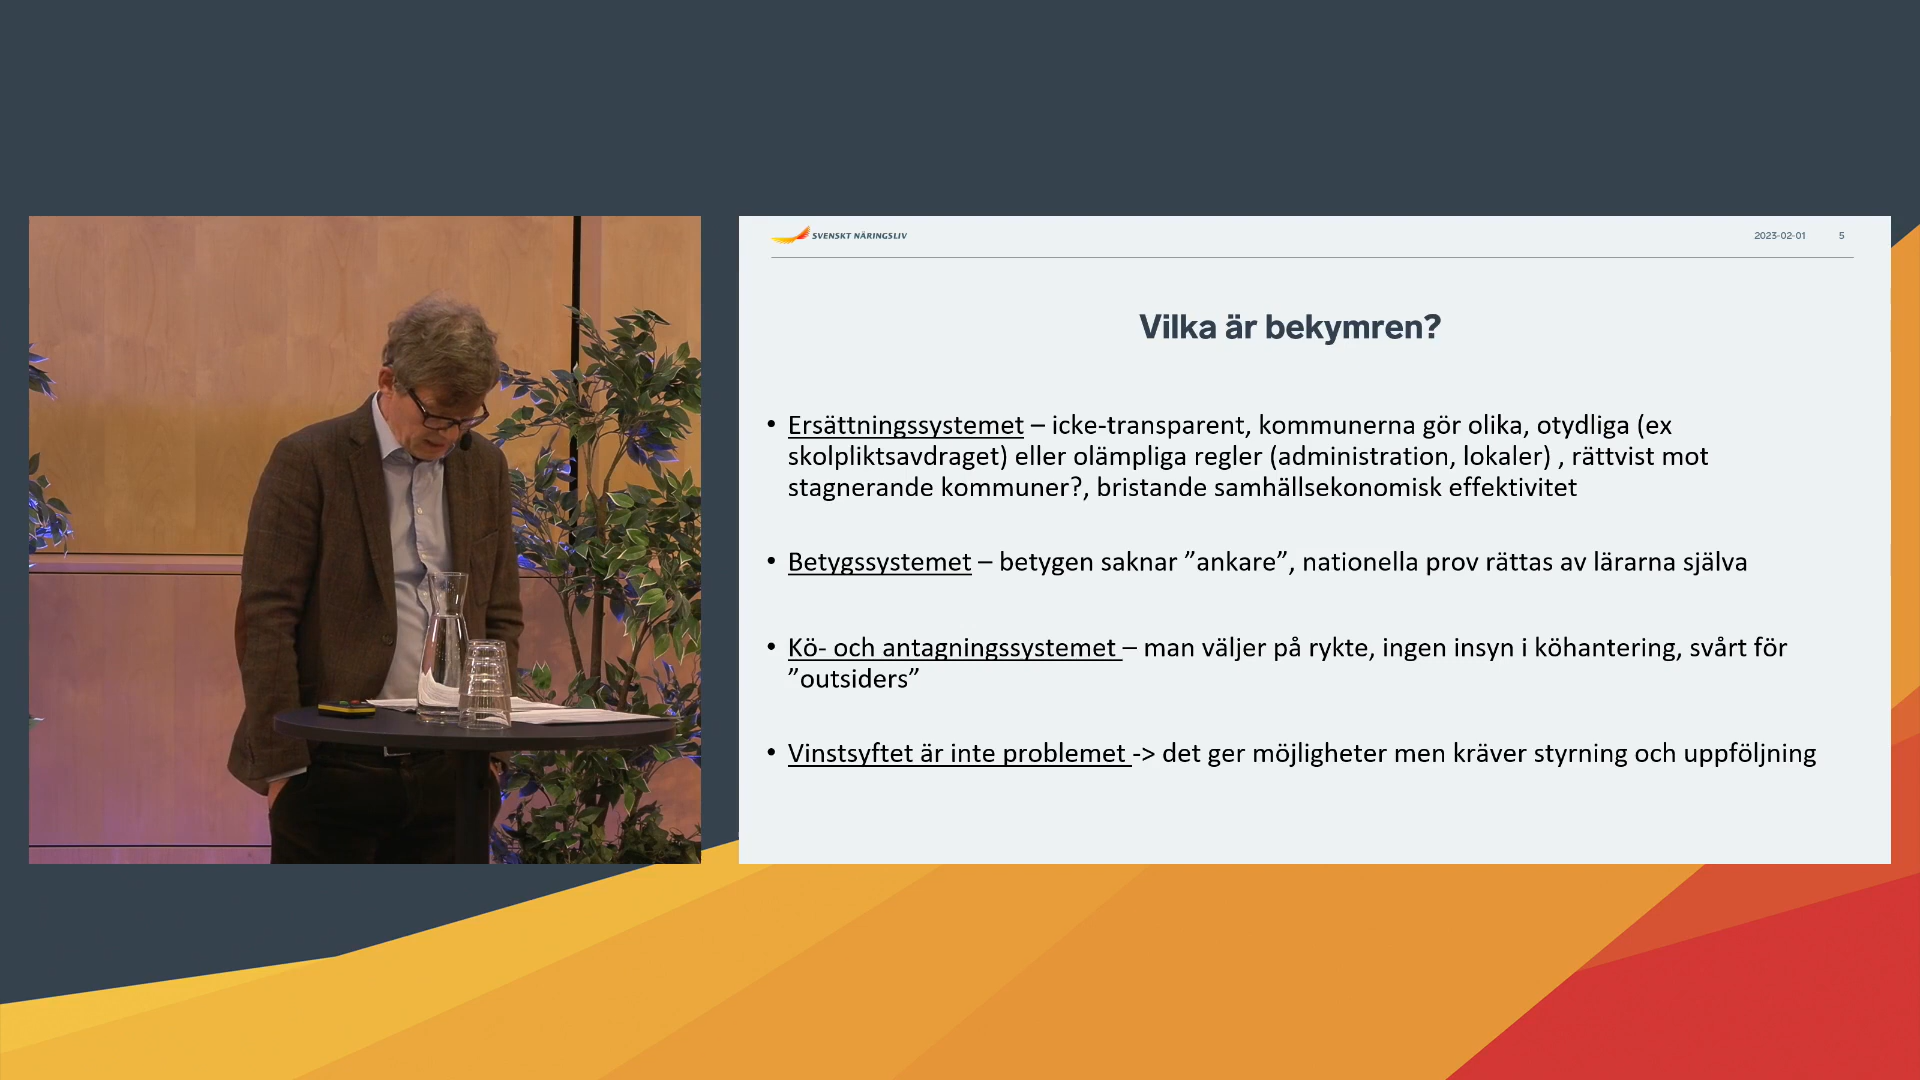 SVENSKT NÄRINGSLIV
2023-02-01 5
Vilka är bekymren?
• Ersättningssystemet – icke-transparent, kommunerna gör olika, otydliga (ex
skolpliktsavdraget) eller olämpliga regler (administration, lokaler) , rättvist mot
stagnerande kommuner?, bristande samhällsekonomisk effektivitet
• Betygssystemet – betygen saknar ”ankare”, nationella prov rättas av lärarna själva
• Kö- och antagningssystemet – man väljer på rykte, ingen insyn i köhantering, svårt för
”outsiders”
• Vinstsyftet är inte problemet -> det ger möjligheter men kräver styrning och uppföljning